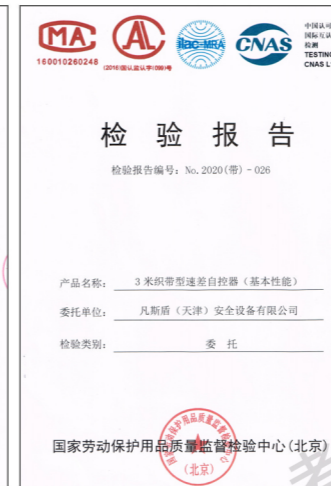 MA
AL
ilac-MRA
CNAS
中国认可
国际互认
检测
TESTING
CNAS L
160010260248
(2016)国认监认字(099)号
检 验 报 告
检验报告编号：No.2020(带)-026
产品名称： 3 米织带型速差自控器（基本性能）
委托单位： 凡斯盾（天津）安全设备有限公司
检验类别： 委 托
国家劳动保护用品质量监督检验中心(北京)
(北京)